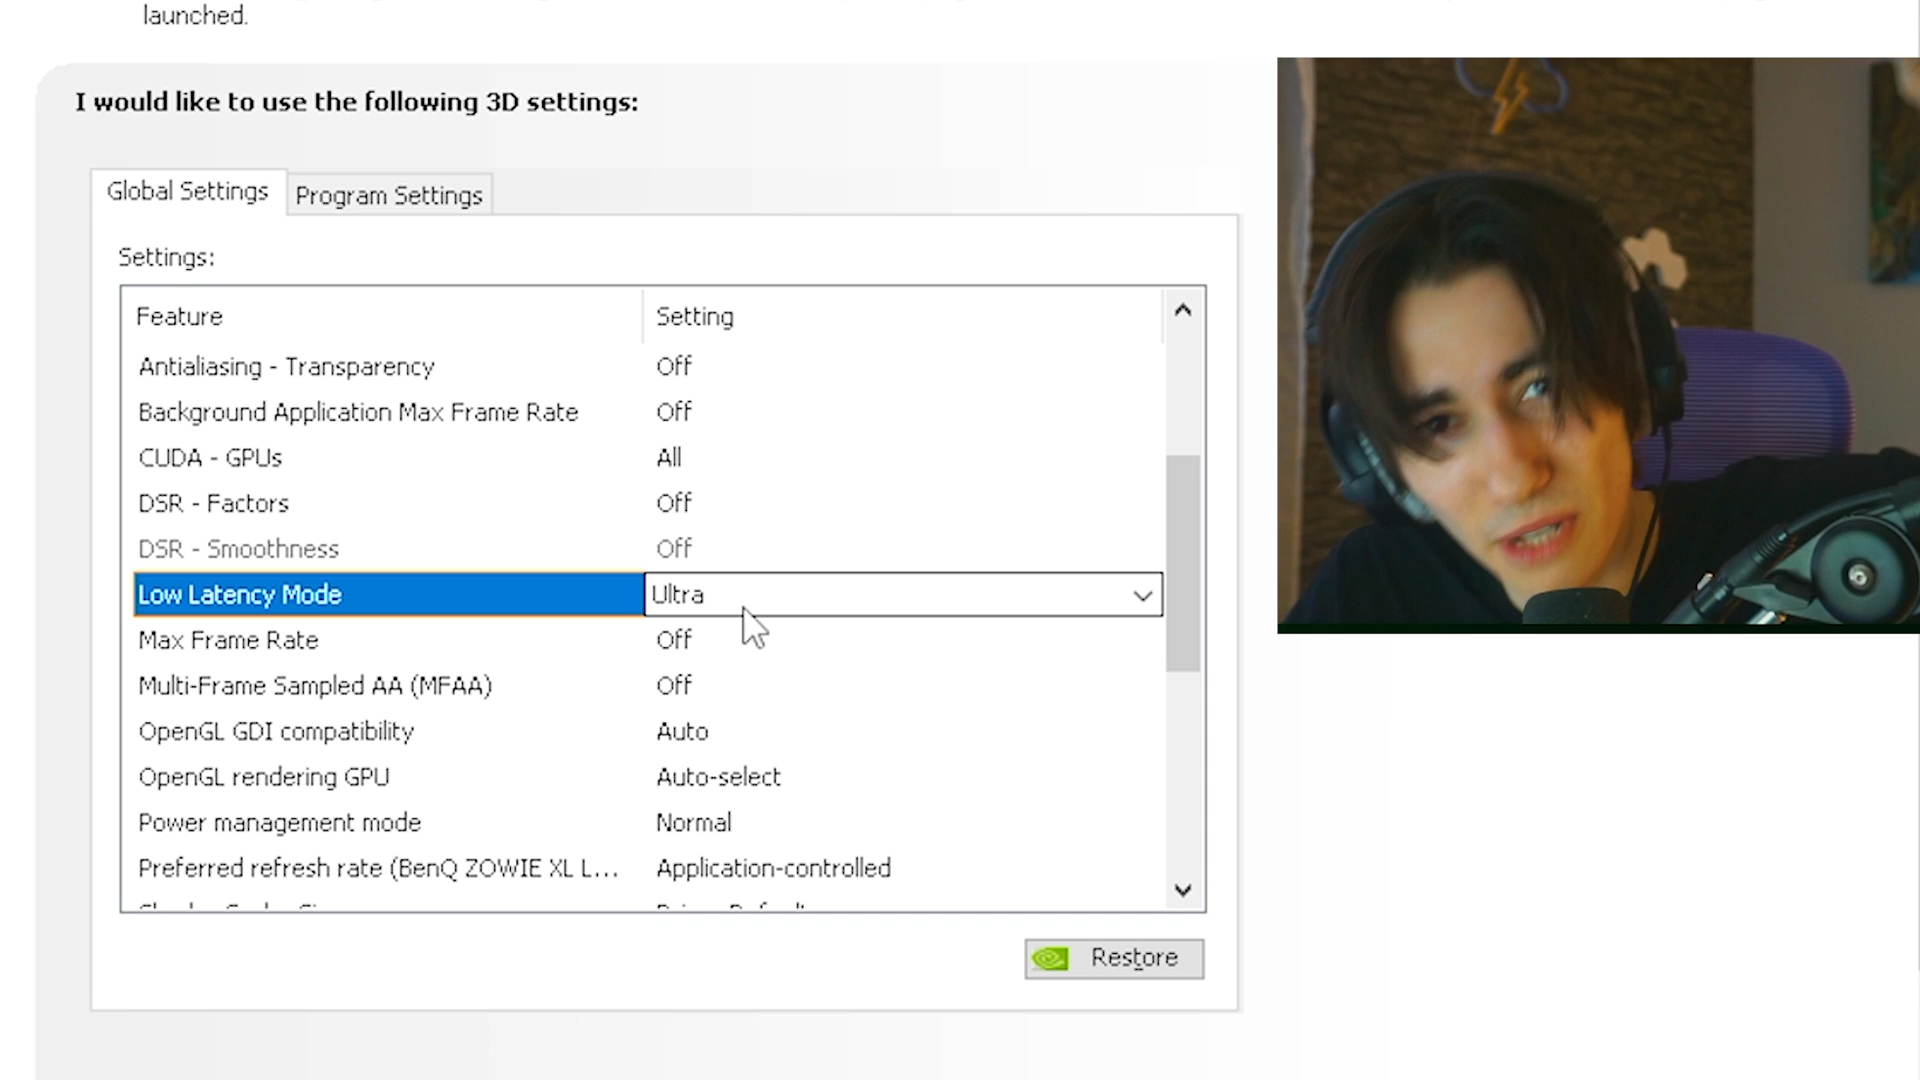 launched.
I would like to use the following 3D settings:
Global Settings
Program Settings
Settings:
Feature Setting
Antialiasing - Transparency Off
Background Application Max Frame Rate Off
CUDA - GPUs All
DSR - Factors Off
DSR - Smoothness Off
Low Latency Mode Ultra
Max Frame Rate Off
Multi-Frame Sampled AA (MFAA) Off
OpenGL GDI compatibility Auto
OpenGL rendering GPU Auto-select
Power management mode Normal
Preferred refresh rate (BenQ ZOWIE XL L... Application-controlled
Restore